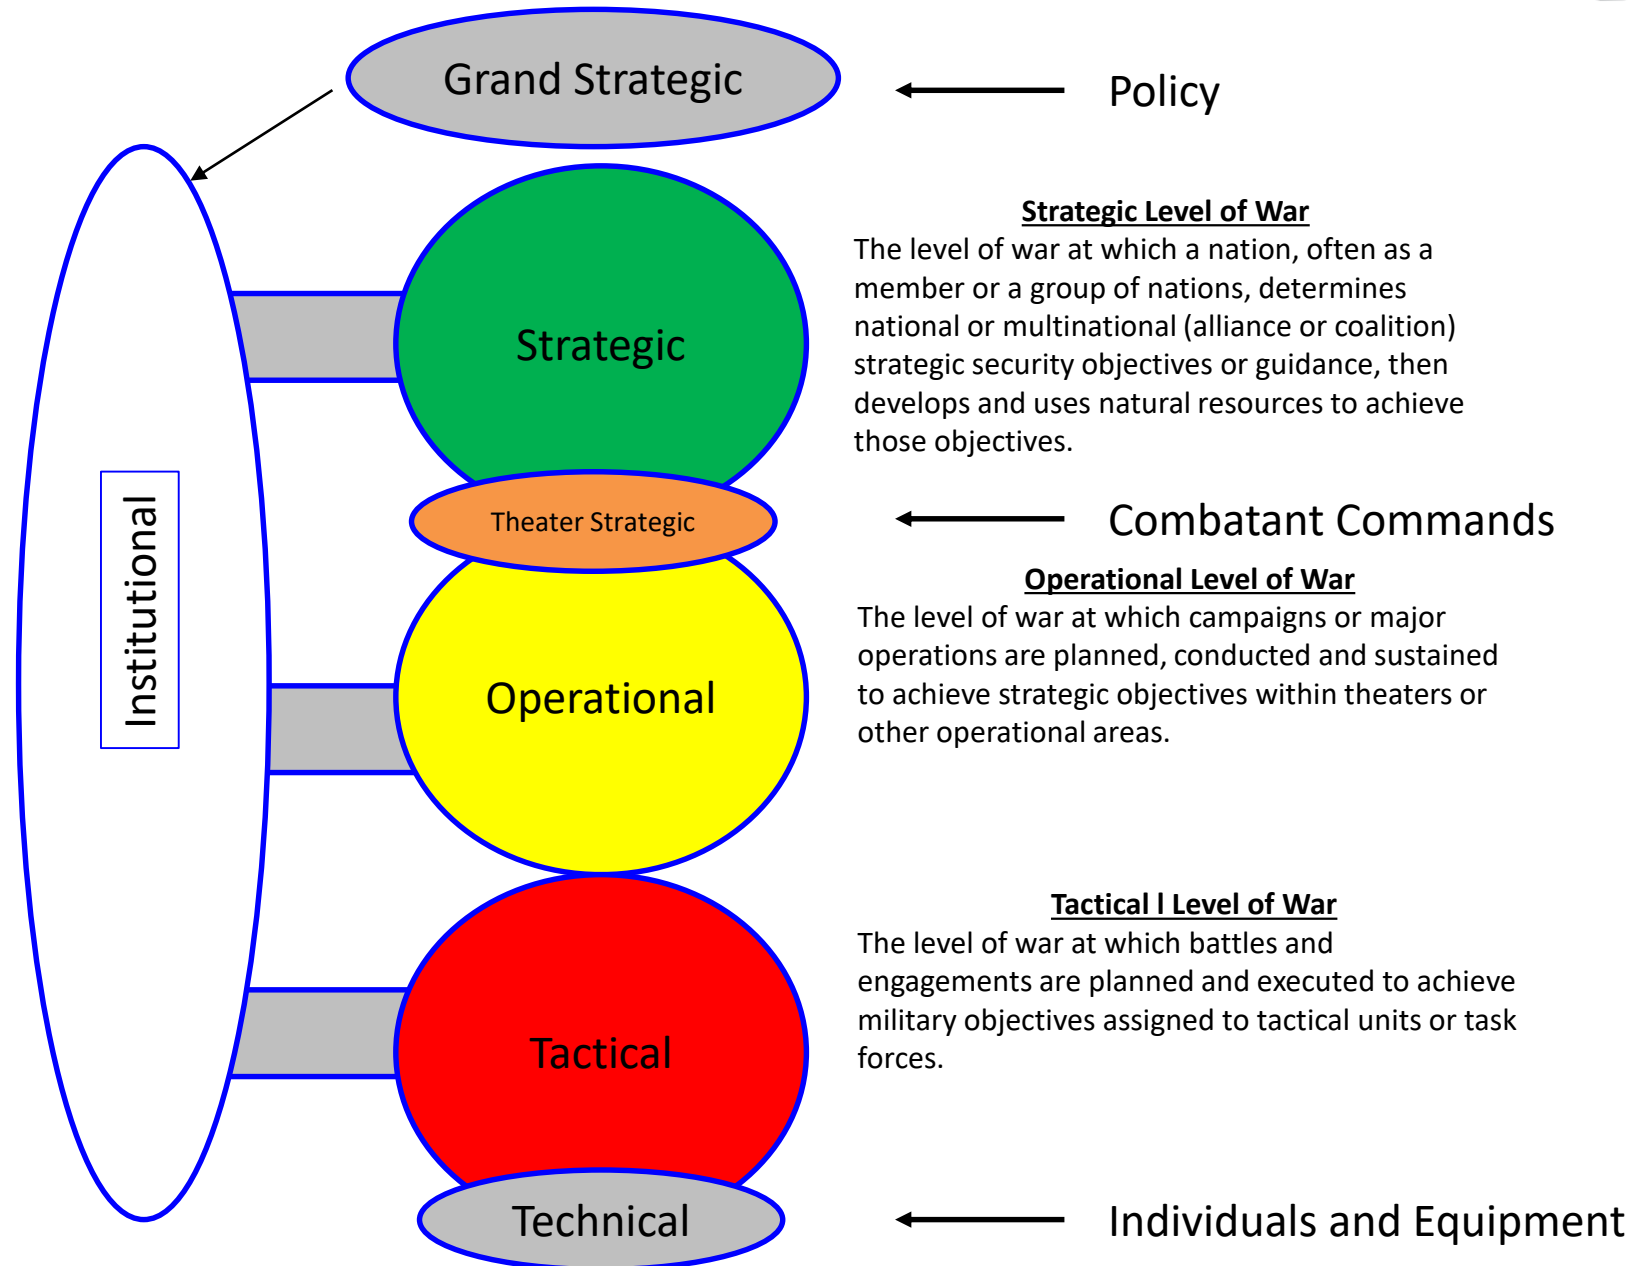 Grand Strategic
Policy
Strategic Level of War
The level of war at which a nation, often as a
member or a group of nations, determines
national or multinational (alliance or coalition)
strategic security objectives or guidance, then
develops and uses natural resources to achieve
those objectives.
Strategic
Institutional
Theater Strategic
Combatant Commands
Operational Level of War
The level of war at which campaigns or major
operations are planned, conducted and sustained
to achieve strategic objectives within theaters or
other operational areas.
Operational
Tactical l Level of War
The level of war at which battles and
engagements are planned and executed to achieve
military objectives assigned to tactical units or task
forces.
Tactical
Technical
Individuals and Equipment